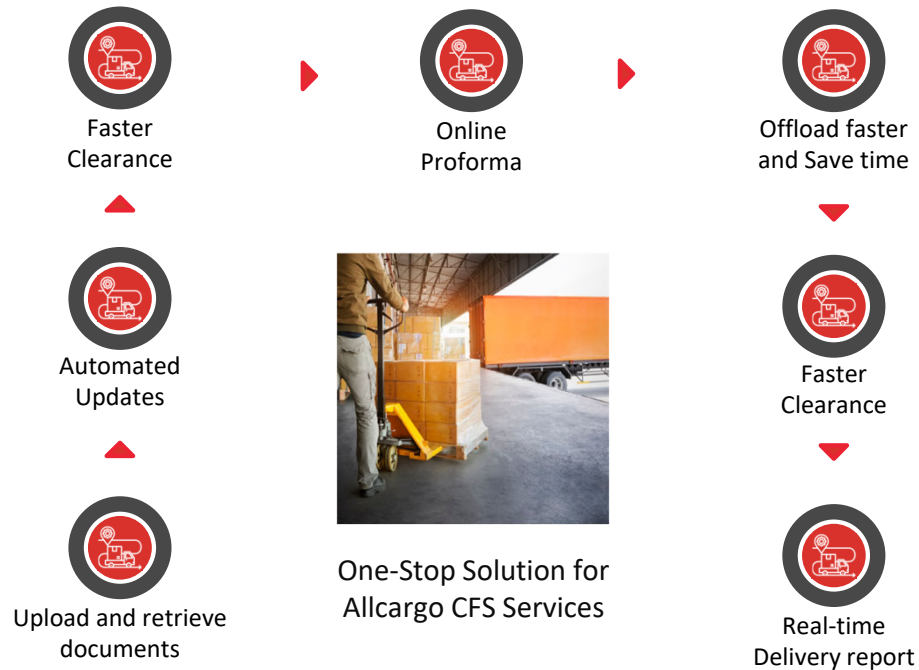 Faster
Clearance
Online
Proforma
Offload faster
and Save time
Automated
Updates
Faster
Clearance
One-Stop Solution for
Allcargo CFS Services
Upload and retrieve
documents
Real-time
Delivery report